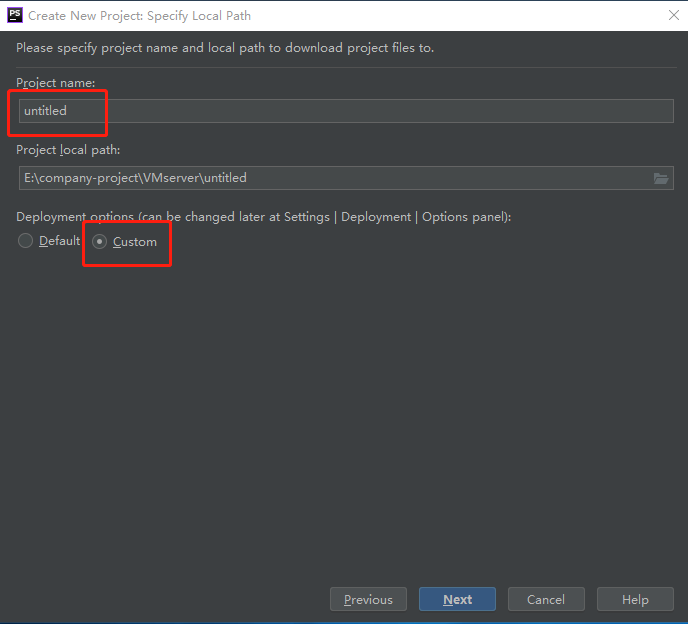 PS Create New Project: Specify Local Path
Please specify project name and local path to download project files to.
Project name:
untitled
Project local path:
E:\company-project\VMserver\untitled
Deployment options (can be changed later at Settings | Deployment | Options panel):
Default Custom
Previous Next Cancel Help